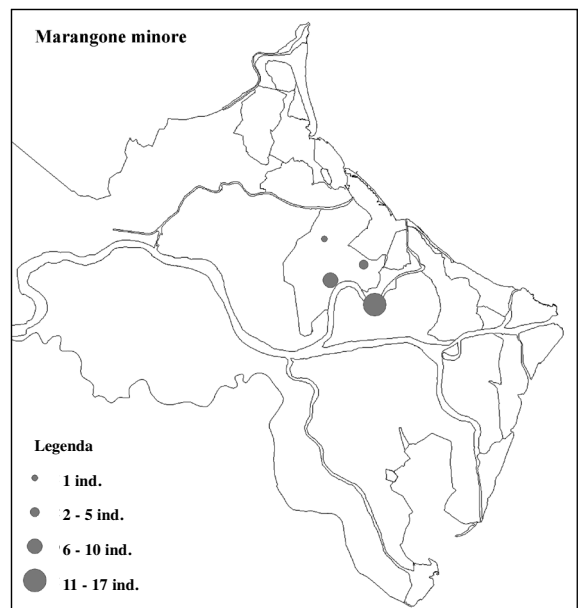 Marangone minore
Legenda
1 ind.
2 - 5 ind.
6 - 10 ind.
11 - 17 ind.